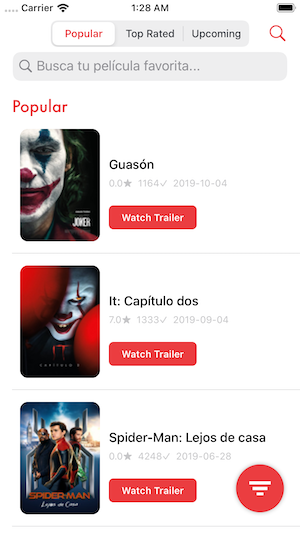 Carrier 1:28 AM
Popular Top Rated Upcoming
Busca tu película favorita...
Popular
Guasón
0.0★ 1164✓ 2019-10-04
JOKER
Watch Trailer
It: Capítulo dos
7.0★ 1333✓ 2019-09-04
IT
CAPÍTULO 2
Watch Trailer
Spider-Man: Lejos de casa
0.0★ 4248✓ 2019-06-28
SPIDER-MAN
Lejos de Casa
Watch Trailer